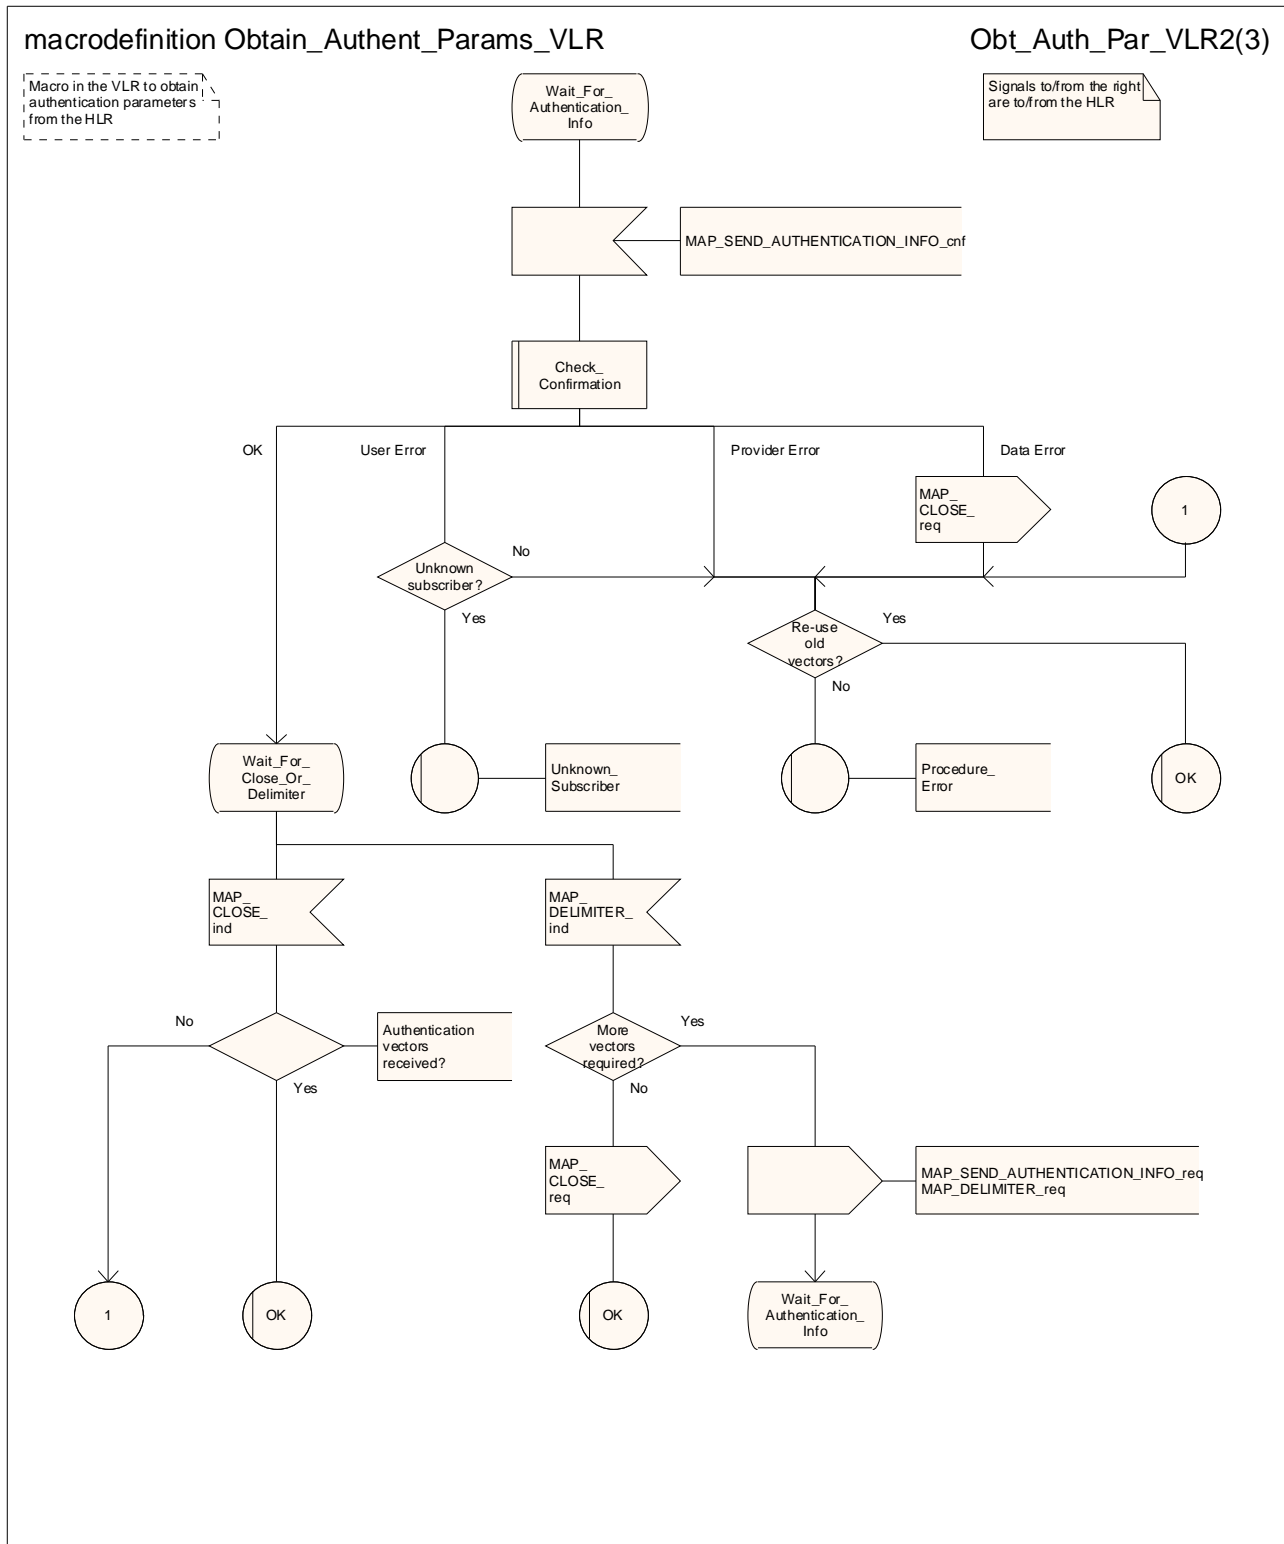 macrodefinition Obtain_Authent_Params_VLR
Obt_Auth_Par_VLR2(3)
Macro in the VLR to obtain
authentication parameters
from the HLR
Wait_For_
Authentication_
Info
Signals to/from the right
are to/from the HLR
MAP_SEND_AUTHENTICATION_INFO_cnf
Check_
Confirmation
OK
User Error
Provider Error
Data Error
MAP_
CLOSE_
req
1
Unknown
subscriber?
No
Yes
Re-use
old
vectors?
Yes
No
Wait_For_
Close_Or_
Delimiter
Unknown_
Subscriber
Procedure_
Error
OK
MAP_
CLOSE_
ind
MAP_
DELIMITER_
ind
No
Authentication
vectors
received?
Yes
More
vectors
required?
Yes
No
MAP_
CLOSE_
req
MAP_SEND_AUTHENTICATION_INFO_req
MAP_DELIMITER_req
1
OK
OK
Wait_For_
Authentication_
Info